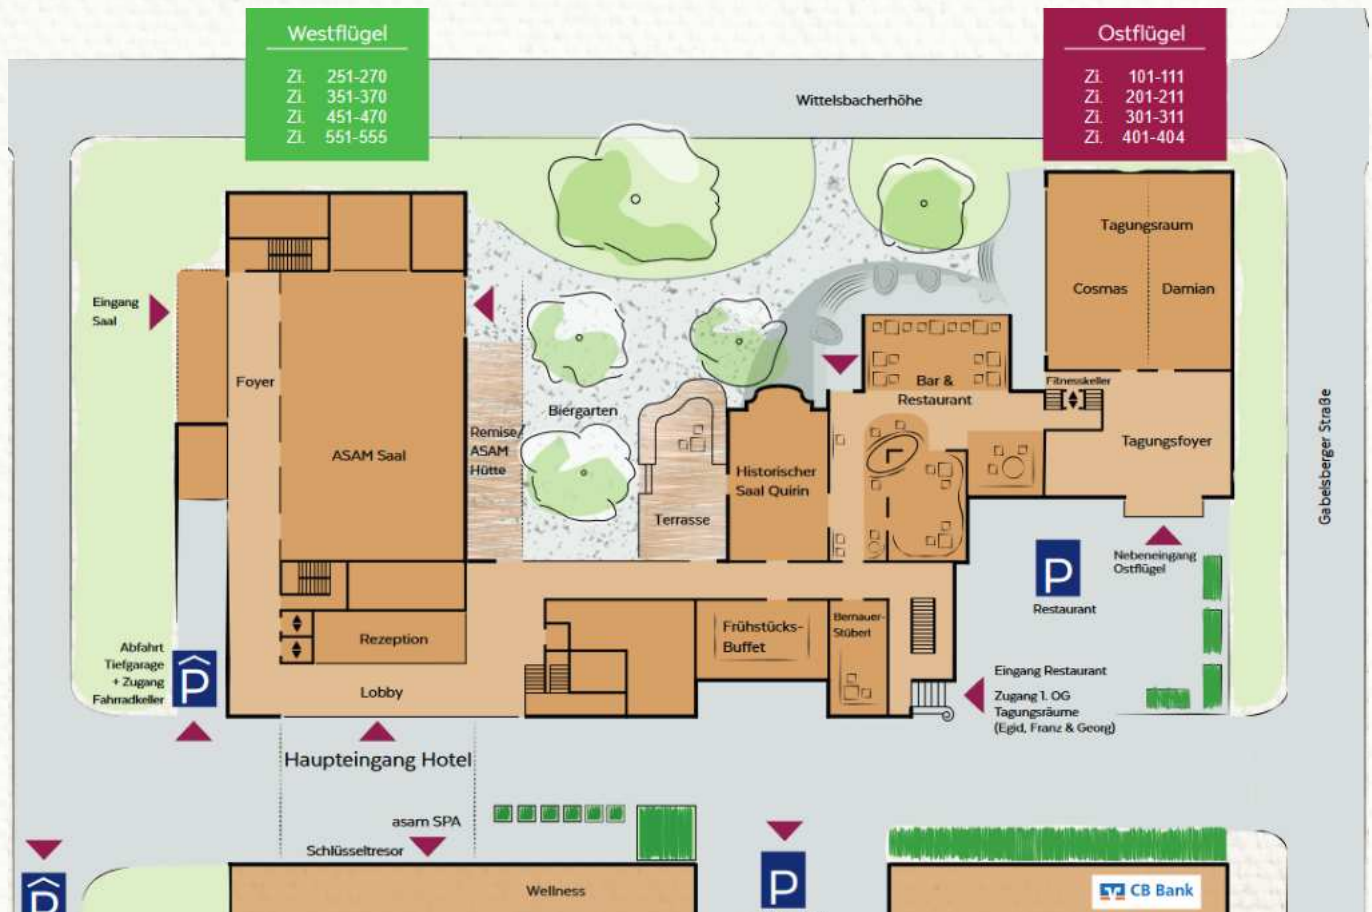 Westflügel
Zi. 251-270
Zi. 351-370
Zi. 451-470
Zi. 551-555
Ostflügel
Zi. 101-111
Zi. 201-211
Zi. 301-311
Zi. 401-404
Wittelsbacherhöhe
Tagungsraum
Cosmas
Damian
Eingang
Saal
Foyer
ASAM Saal
Remise/
ASAM
Hütte
Biergarten
Terrasse
Historischer
Saal Quirin
Bar &
Restaurant
Fitnesskeller
Tagungsfoyer
Gabelsberger Straße
Nebeneingang
Ostflügel
P
Restaurant
Rezeption
Lobby
Frühstücks-
Buffet
Bernauer-
Stüberl
Abfahrt
Tiefgarage
+ Zugang
Fahrradkeller
P
Eingang Restaurant
Zugang 1. OG
Tagungsräume
(Egid, Franz & Georg)
Haupteingang Hotel
asam SPA
Schlüsseltresor
P
Wellness
P
CB Bank